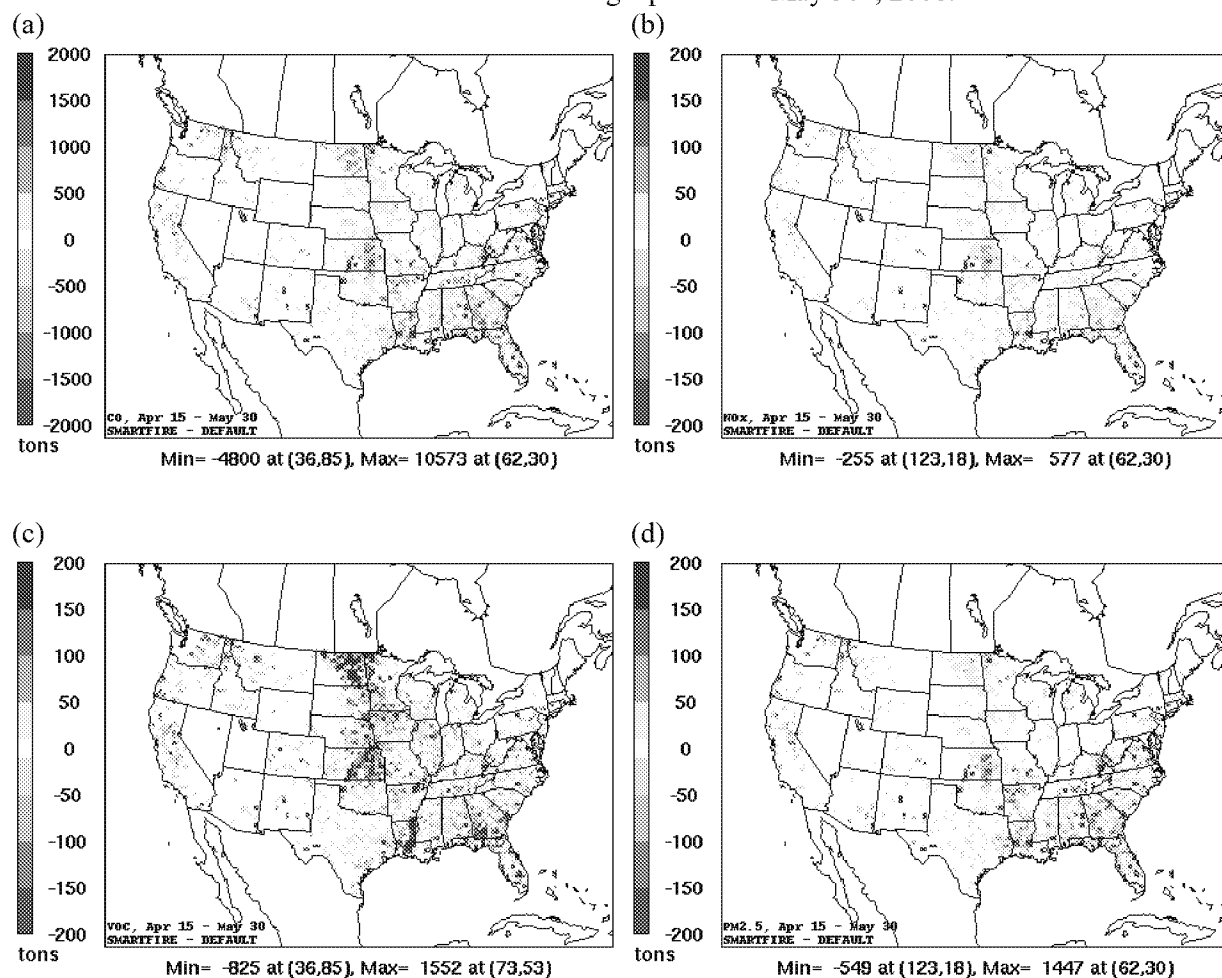 (a)
2000
1500
1000
500
0
-500
-1000
-1500
-2000
tons
CO, Apr 15 - May 30
SMARTFIRE - DEFAULT
Min= -4800 at (36,85), Max= 10573 at (62,30)
(b)
200
150
100
50
0
-50
-100
-150
-200
tons
NOx, Apr 15 - May 30
SMARTFIRE - DEFAULT
Min= -255 at (123,18), Max= 577 at (62,30)
(c)
200
150
100
50
0
-50
-100
-150
-200
tons
VOC, Apr 15 - May 30
SMARTFIRE - DEFAULT
Min= -825 at (36,85), Max= 1552 at (73,53)
(d)
200
150
100
50
0
-50
-100
-150
-200
tons
PM2.5, Apr 15 - May 30
SMARTFIRE - DEFAULT
Min= -549 at (123,18), Max= 1447 at (62,30)